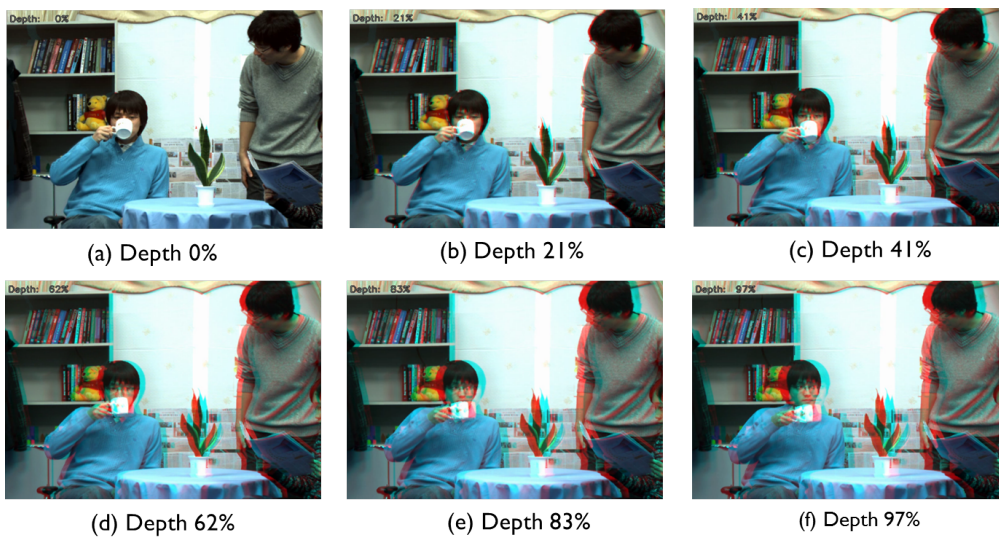 Depth: 0%
Depth: 21%
Depth: 41%
(a) Depth 0%
(b) Depth 21%
(c) Depth 41%
Depth: 62%
Depth: 83%
Depth: 97%
(d) Depth 62%
(e) Depth 83%
(f) Depth 97%